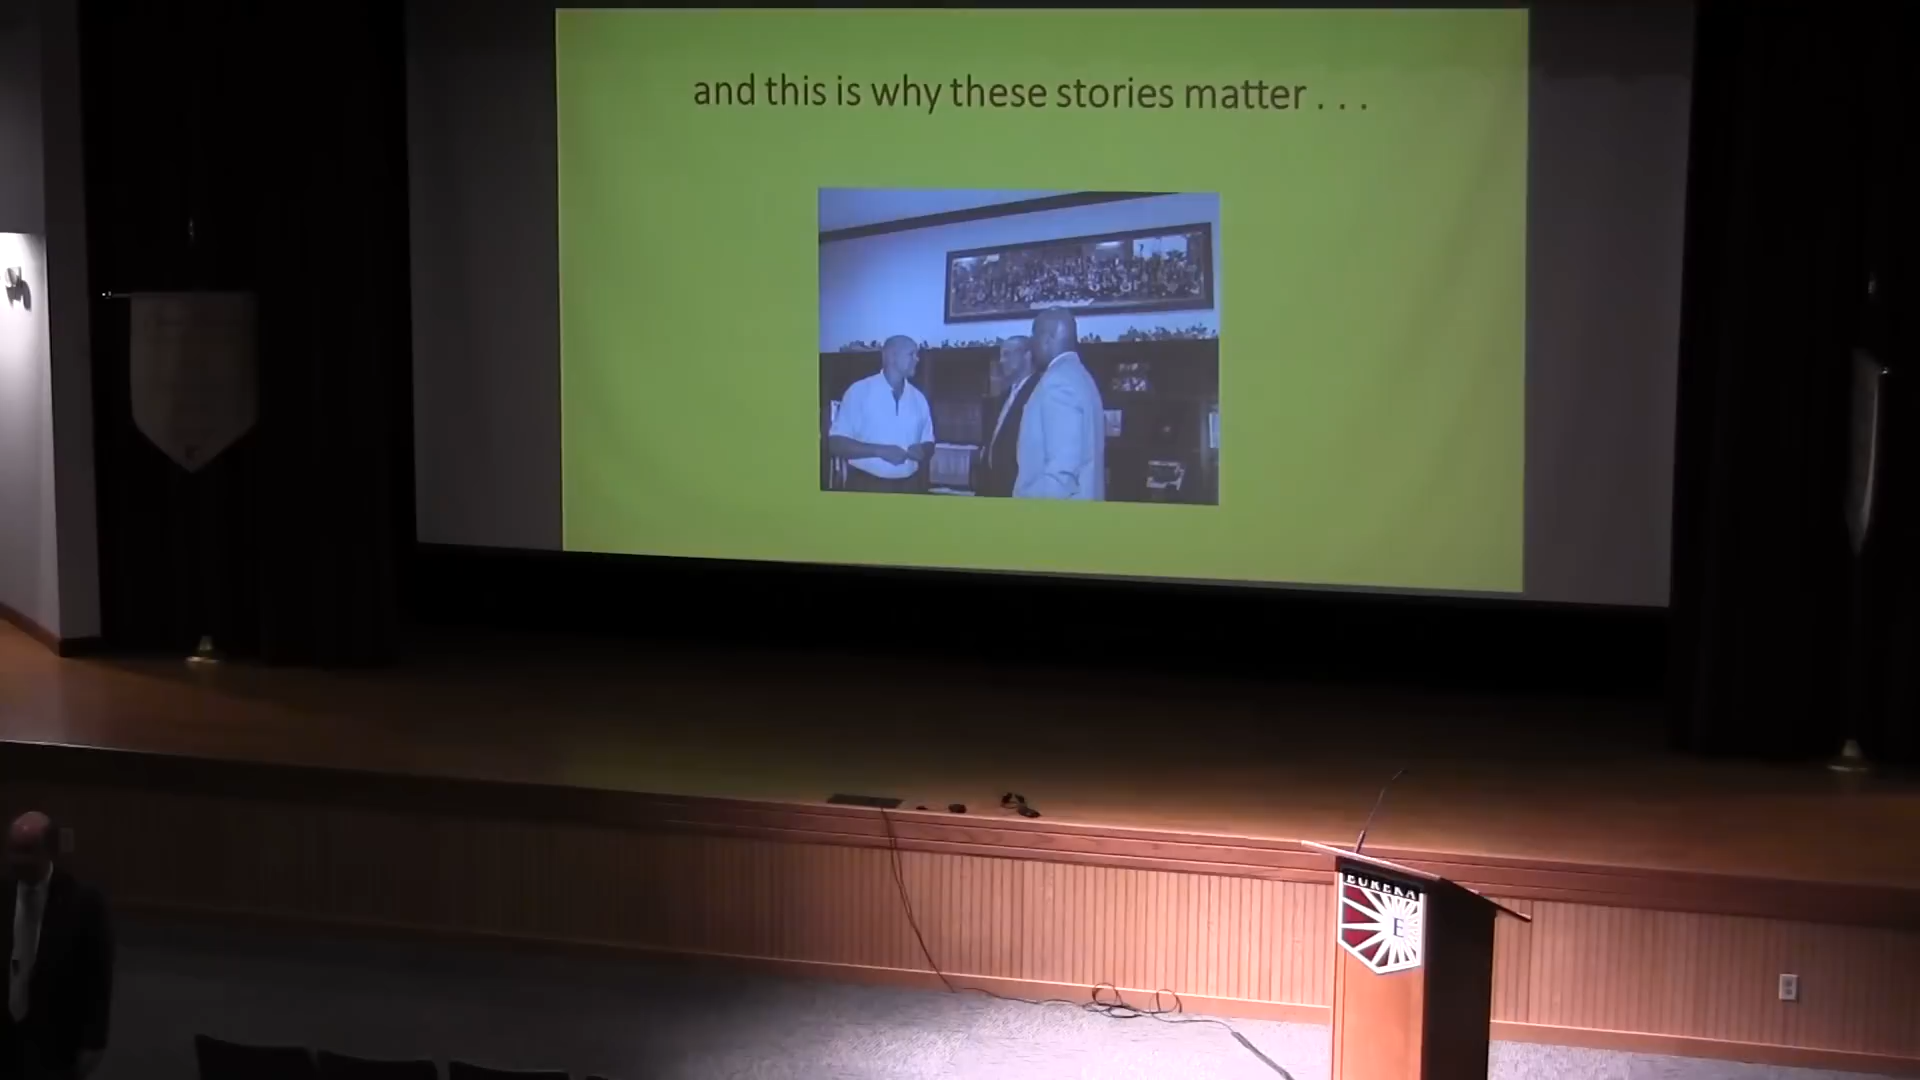 and this is why these stories matter . . .
EUREKA
E